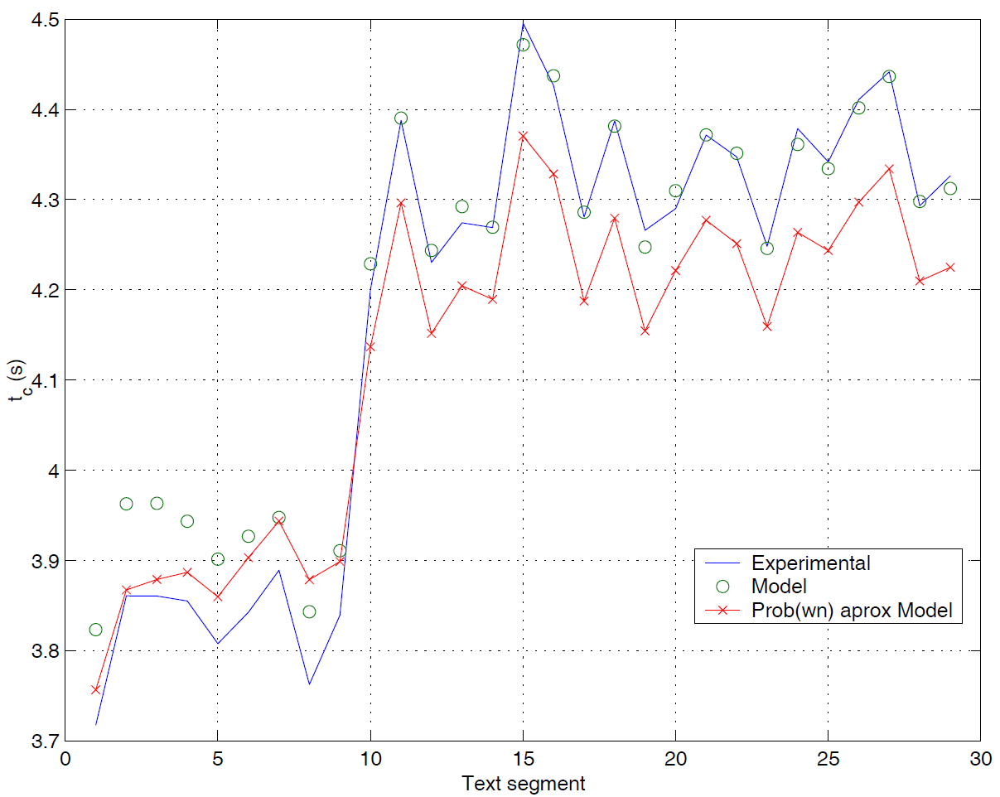 4.5
4.4
4.3
4.2
4.1
4
3.9
3.8
3.7
t_c (s)
0 5 10 15 20 25 30
Text segment
Experimental
Model
Prob(wn) aprox Model